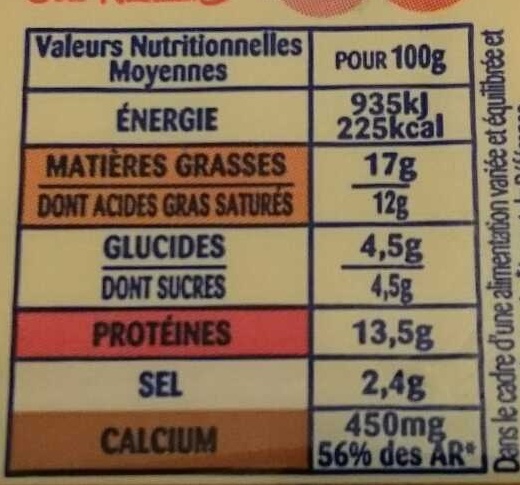 Valeurs Nutritionnelles
Moyennes
POUR 100g
ÉNERGIE
935kJ
225kcal
MATIÈRES GRASSES
17g
DONT ACIDES GRAS SATURÉS
12g
GLUCIDES
4,5g
DONT SUCRES
4,5g
PROTÉINES
13,5g
SEL
2,4g
CALCIUM
450mg
56% des AR*
Dans le cadre d'une alimentation variée et équilibrée et